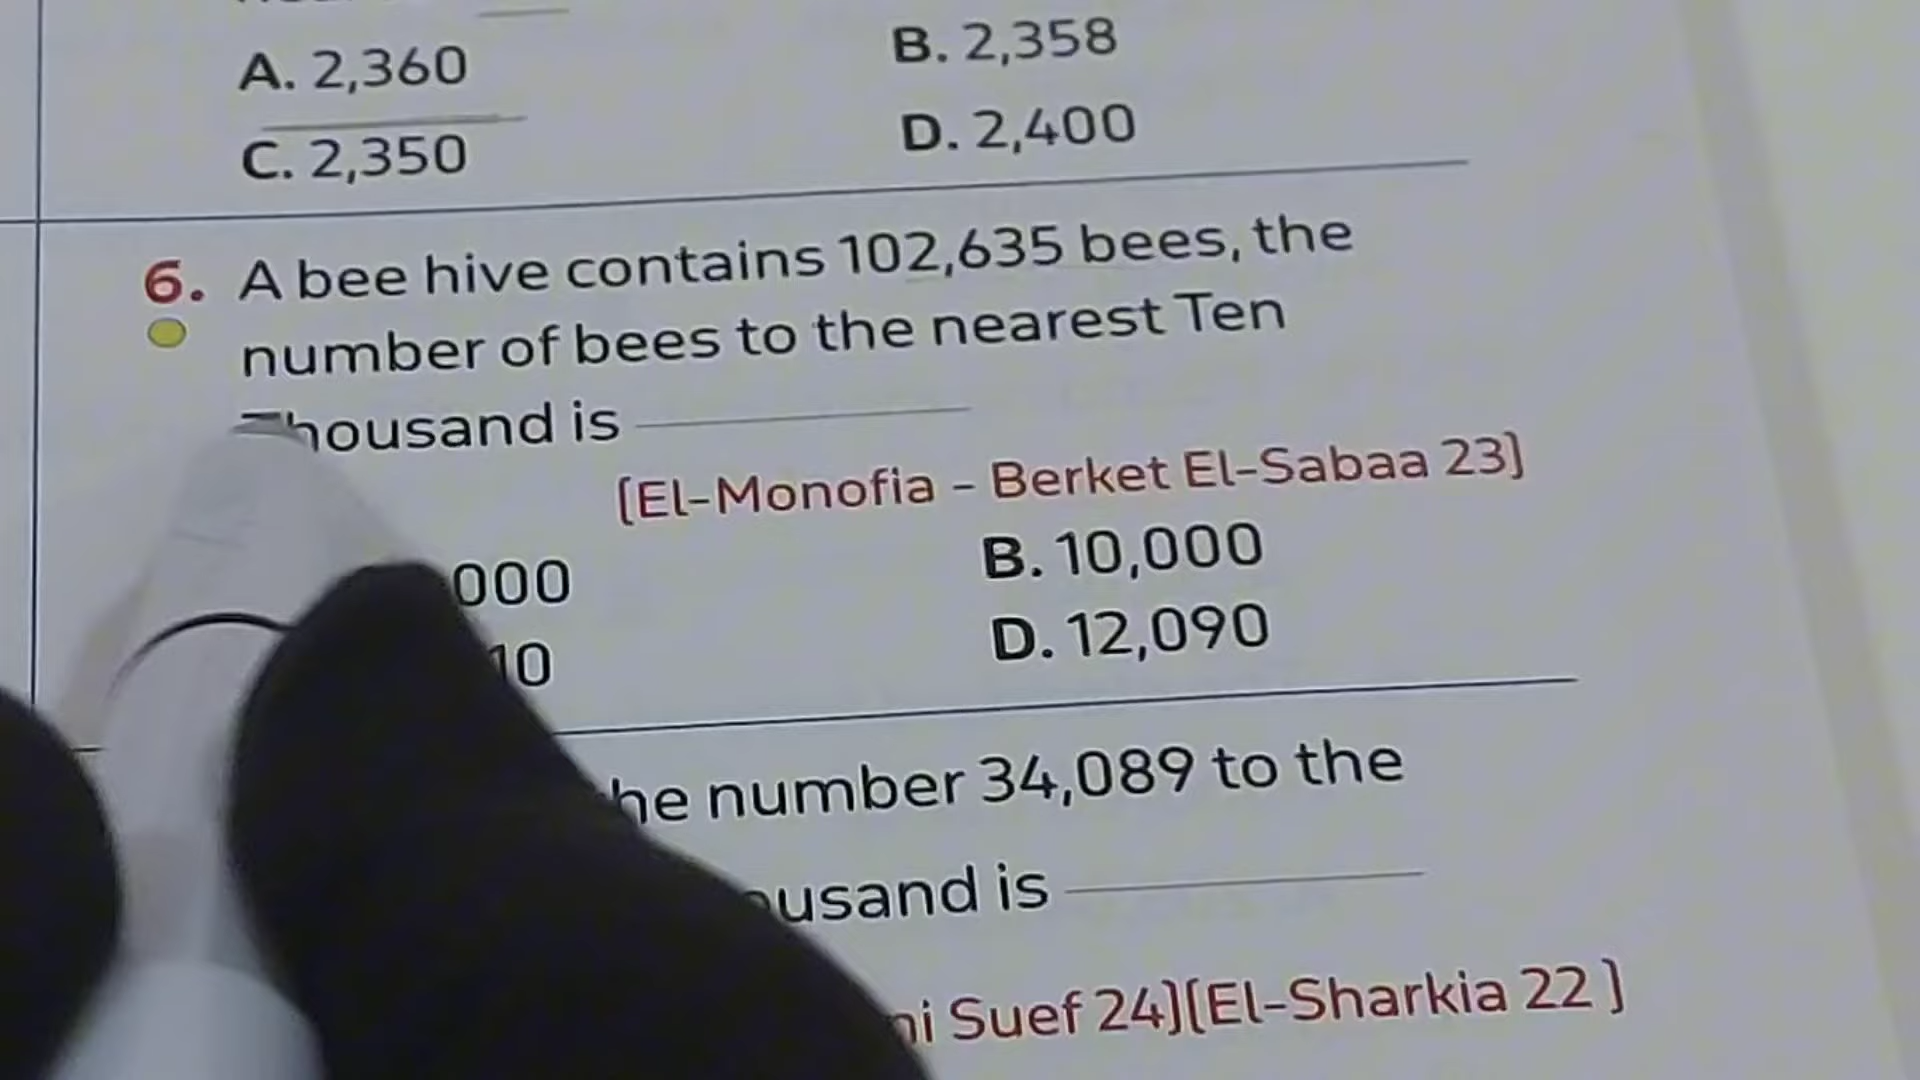 A. 2,360
B. 2,358
C. 2,350
D. 2,400
6. A bee hive contains 102,635 bees, the
number of bees to the nearest Ten
Thousand is
[El-Monofia - Berket El-Sabaa 23]
000
B. 10,000
10
D. 12,090
he number 34,089 to the
ousand is
Suef 24][El-Sharkia 22 ]